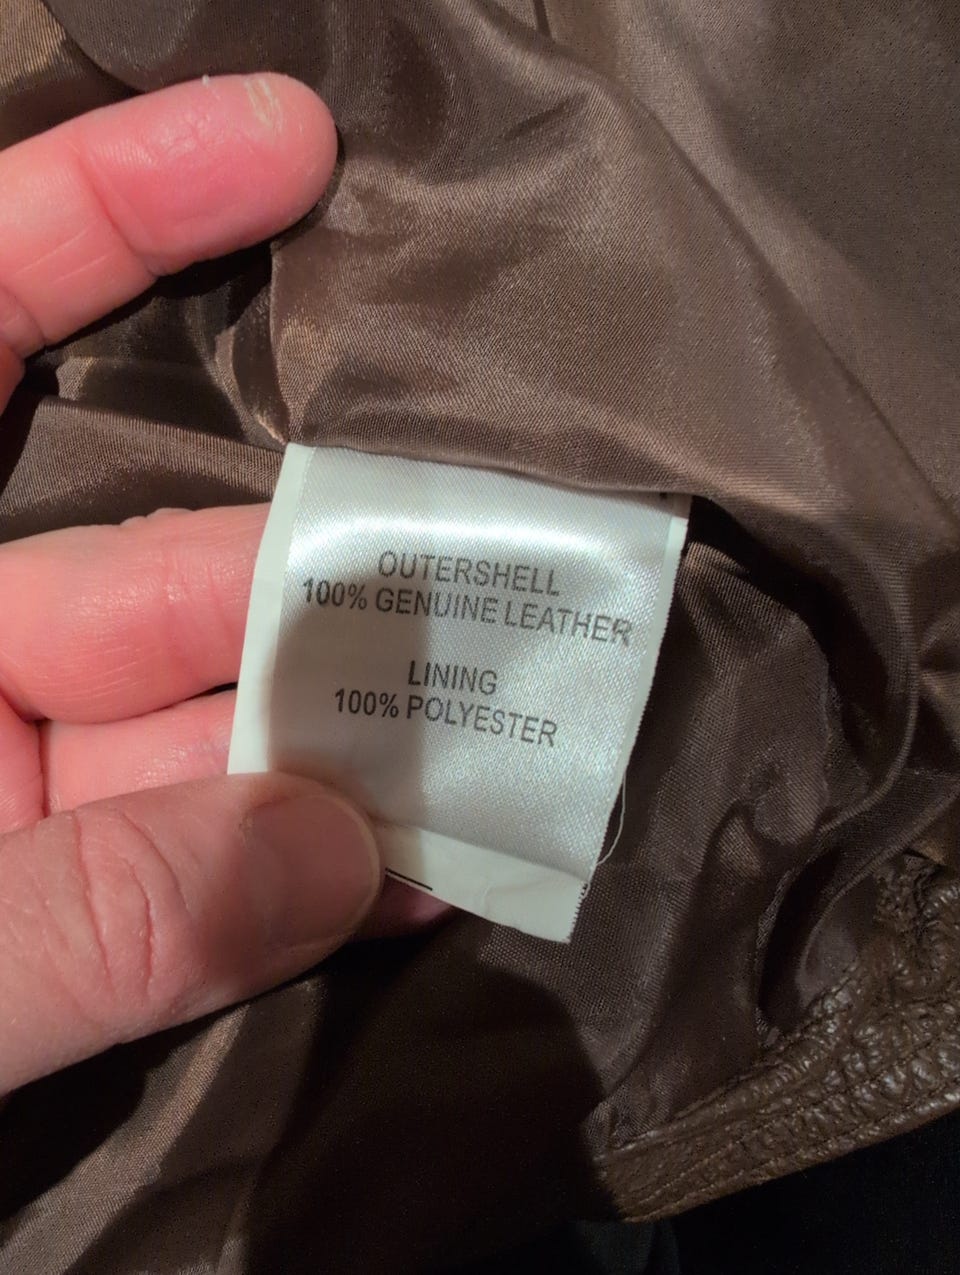 OUTERSHELL
100% GENUINE LEATHER
LINING
100% POLYESTER